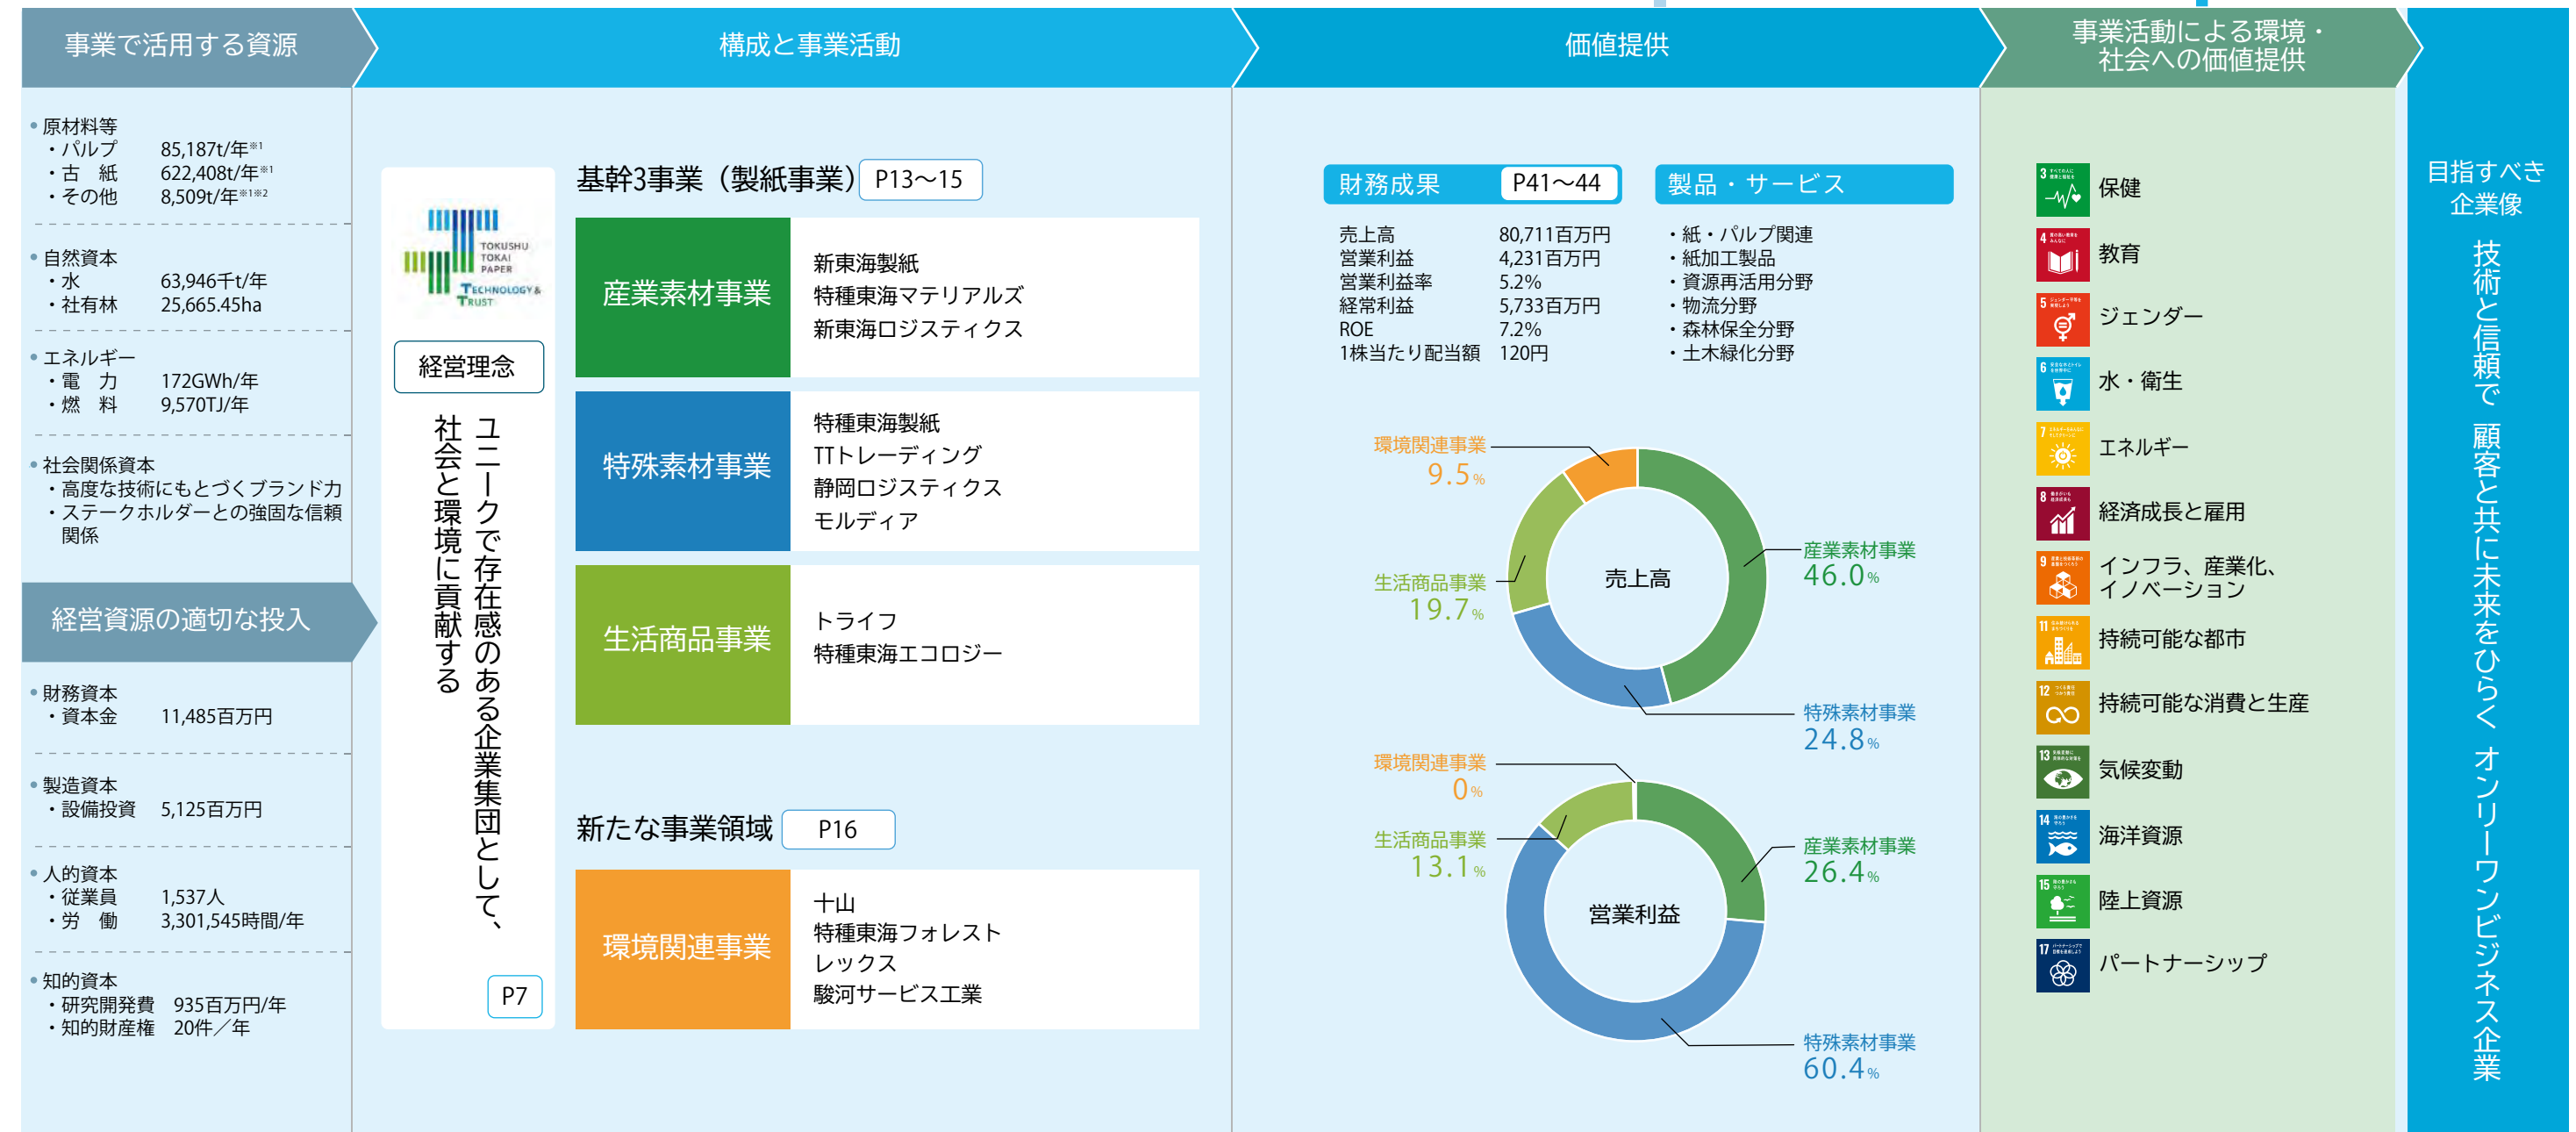 事業で活用する資源
構成と事業活動
価値提供
事業活動による環境・
社会への価値提供
原材料等
・パルプ 85,187t/年※1
・古 紙 622,408t/年※1
・その他 8,509t/年※1※2
自然資本
・水 63,946千t/年
・社有林 25,665.45ha
エネルギー
・電 力 172GWh/年
・燃 料 9,570TJ/年
社会関係資本
・高度な技術にもとづくブランド力
・ステークホルダーとの強固な信頼
関係
経営資源の適切な投入
財務資本
・資本金 11,485百万円
製造資本
・設備投資 5,125百万円
人的資本
・従業員 1,537人
・労 働 3,301,545時間/年
知的資本
・研究開発費 935百万円/年
・知的財産権 20件/年
TOKUSHU
TOKAI
PAPER
TECHNOLOGY &
TRUST
経営理念
ユニークで存在感のある企業集団として、
社会と環境に貢献する
P7
基幹3事業（製紙事業） P13～15
産業素材事業
新東海製紙
特種東海マテリアルズ
新東海ロジスティクス
特殊素材事業
特種東海製紙
TTトレーディング
静岡ロジスティクス
モルディア
生活商品事業
トライフ
特種東海エコロジー
新たな事業領域 P16
環境関連事業
十山
特種東海フォレスト
レックス
駿河サービス工業
財務成果 P41～44
売上高 80,711百万円
営業利益 4,231百万円
営業利益率 5.2%
経常利益 5,733百万円
ROE 7.2%
1株当たり配当額 120円
製品・サービス
・紙・パルプ関連
・紙加工製品
・資源再活用分野
・物流分野
・森林保全分野
・土木緑化分野
売上高
環境関連事業
9.5%
生活商品事業
19.7%
産業素材事業
46.0%
特殊素材事業
24.8%
営業利益
環境関連事業
0%
生活商品事業
13.1%
産業素材事業
26.4%
特殊素材事業
60.4%
3
保健
4
教育
5
ジェンダー
6
水・衛生
7
エネルギー
8
経済成長と雇用
9
インフラ、産業化、
イノベーション
11
持続可能な都市
12
持続可能な消費と生産
13
気候変動
14
海洋資源
15
陸上資源
17
パートナーシップ
目指すべき
企業像
技術と信頼で 顧客と共に未来をひらく オンリーワンビジネス企業